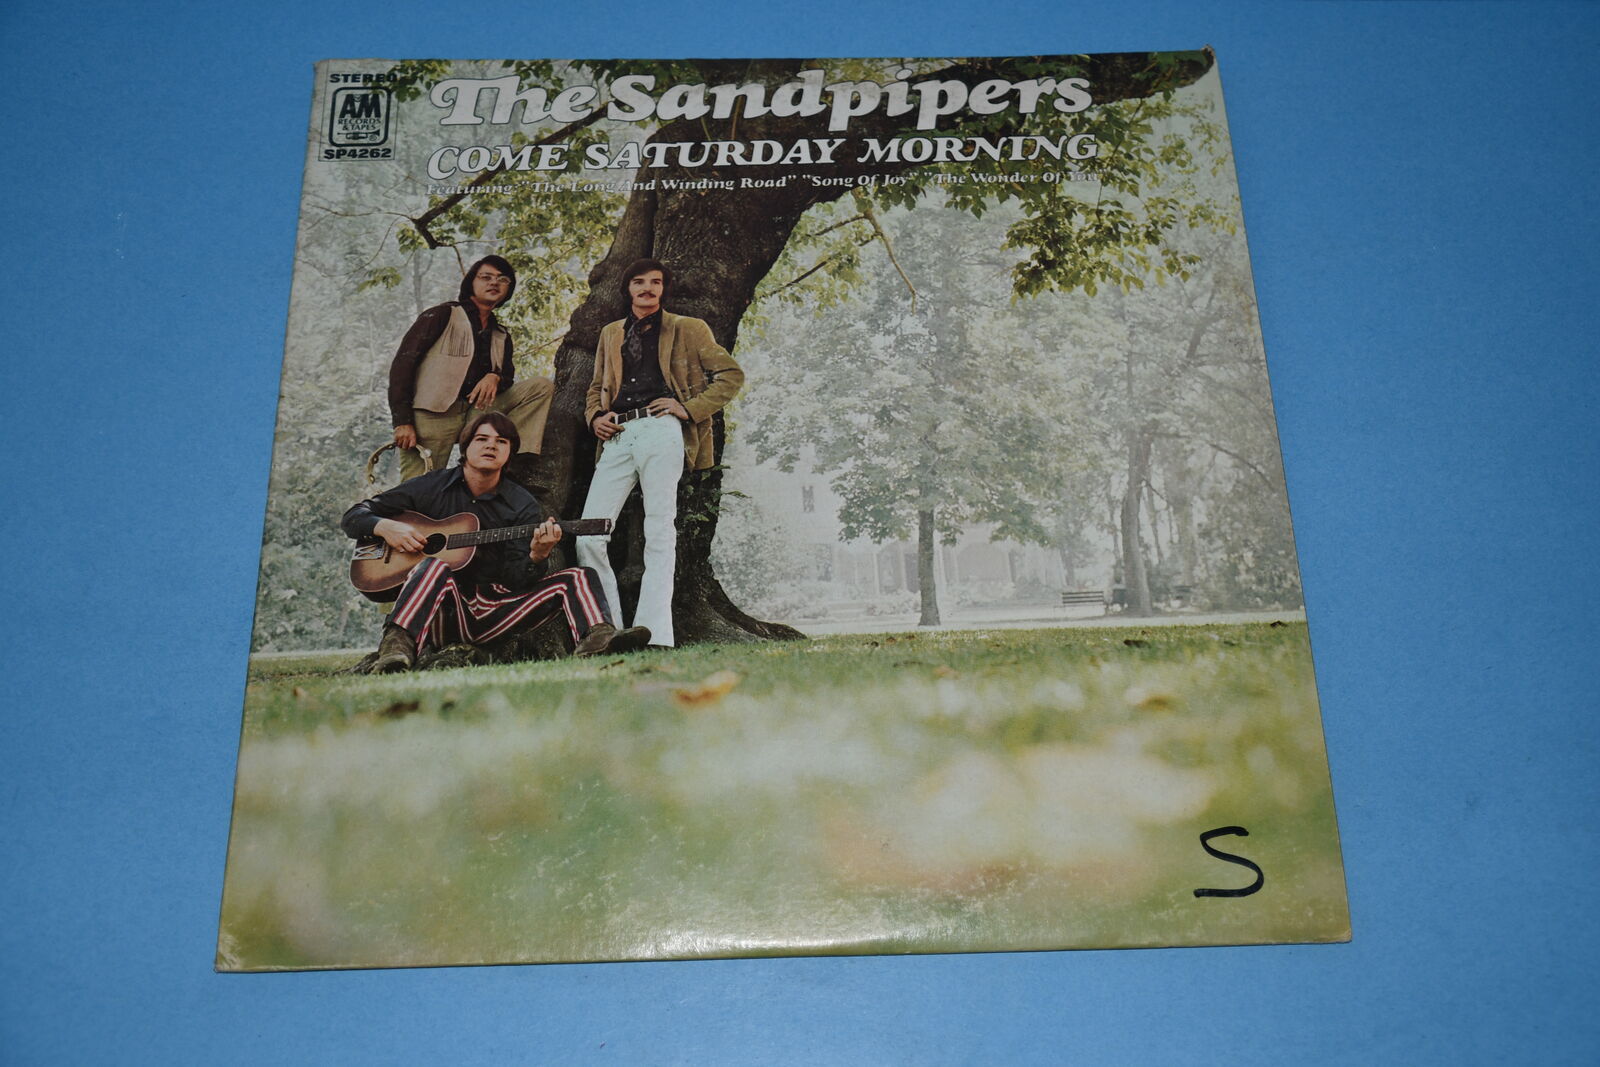 STEREO
A&M
RECORDS
& TAPES
SP4262
The Sandpipers
COME SATURDAY MORNING
Featuring: "The Long And Winding Road" "Song Of Joy" "The Wonder Of You"
S